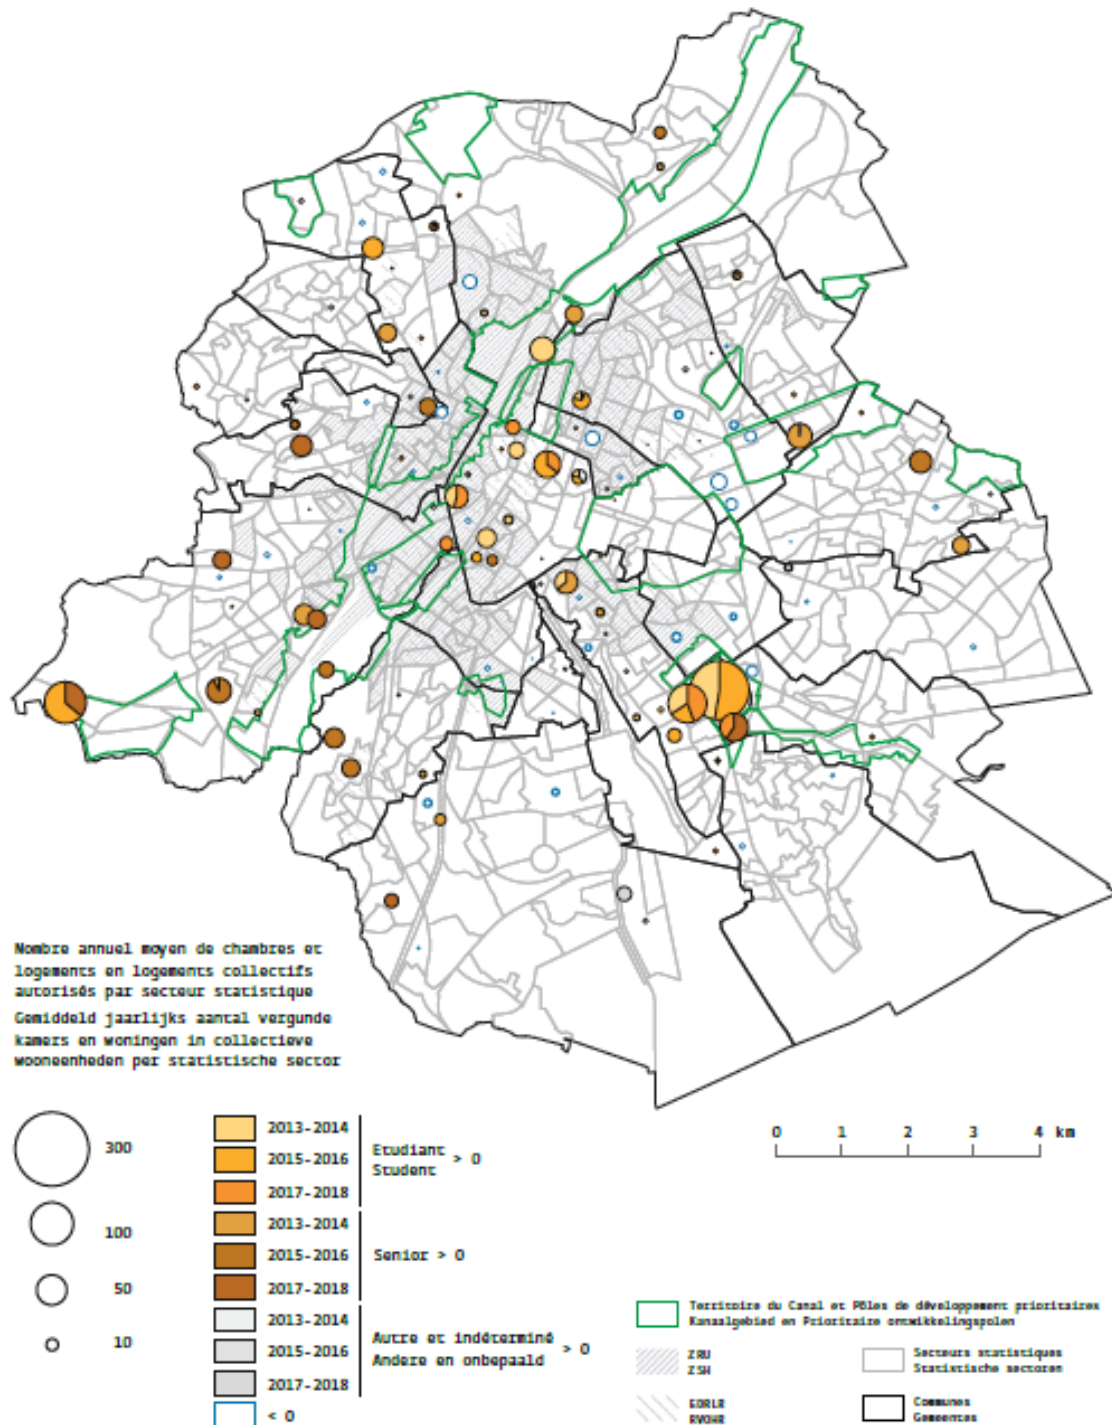 Nombre annuel moyen de chambres et
logements en logements collectifs
autorisés par secteur statistique
Gemiddeld jaarlijks aantal vergunde
kamers en woningen in collectieve
wooneenheden per statistische sector
300
100
50
10
2013-2014
2015-2016
2017-2018
Etudiant
Student
> 0
2013-2014
2015-2016
2017-2018
Senior > 0
2013-2014
2015-2016
2017-2018
Autre et indéterminé
Andere en onbepaald
> 0
< 0
0 1 2 3 4 km
Territoire du Canal et Pôles de développement prioritaires
Kanaalgebied en Prioritaire ontwikkelingspolen
ZRU
ZSH
EDRLR
RVOHR
Secteurs statistiques
Statistische sectoren
Communes
Gemeentes